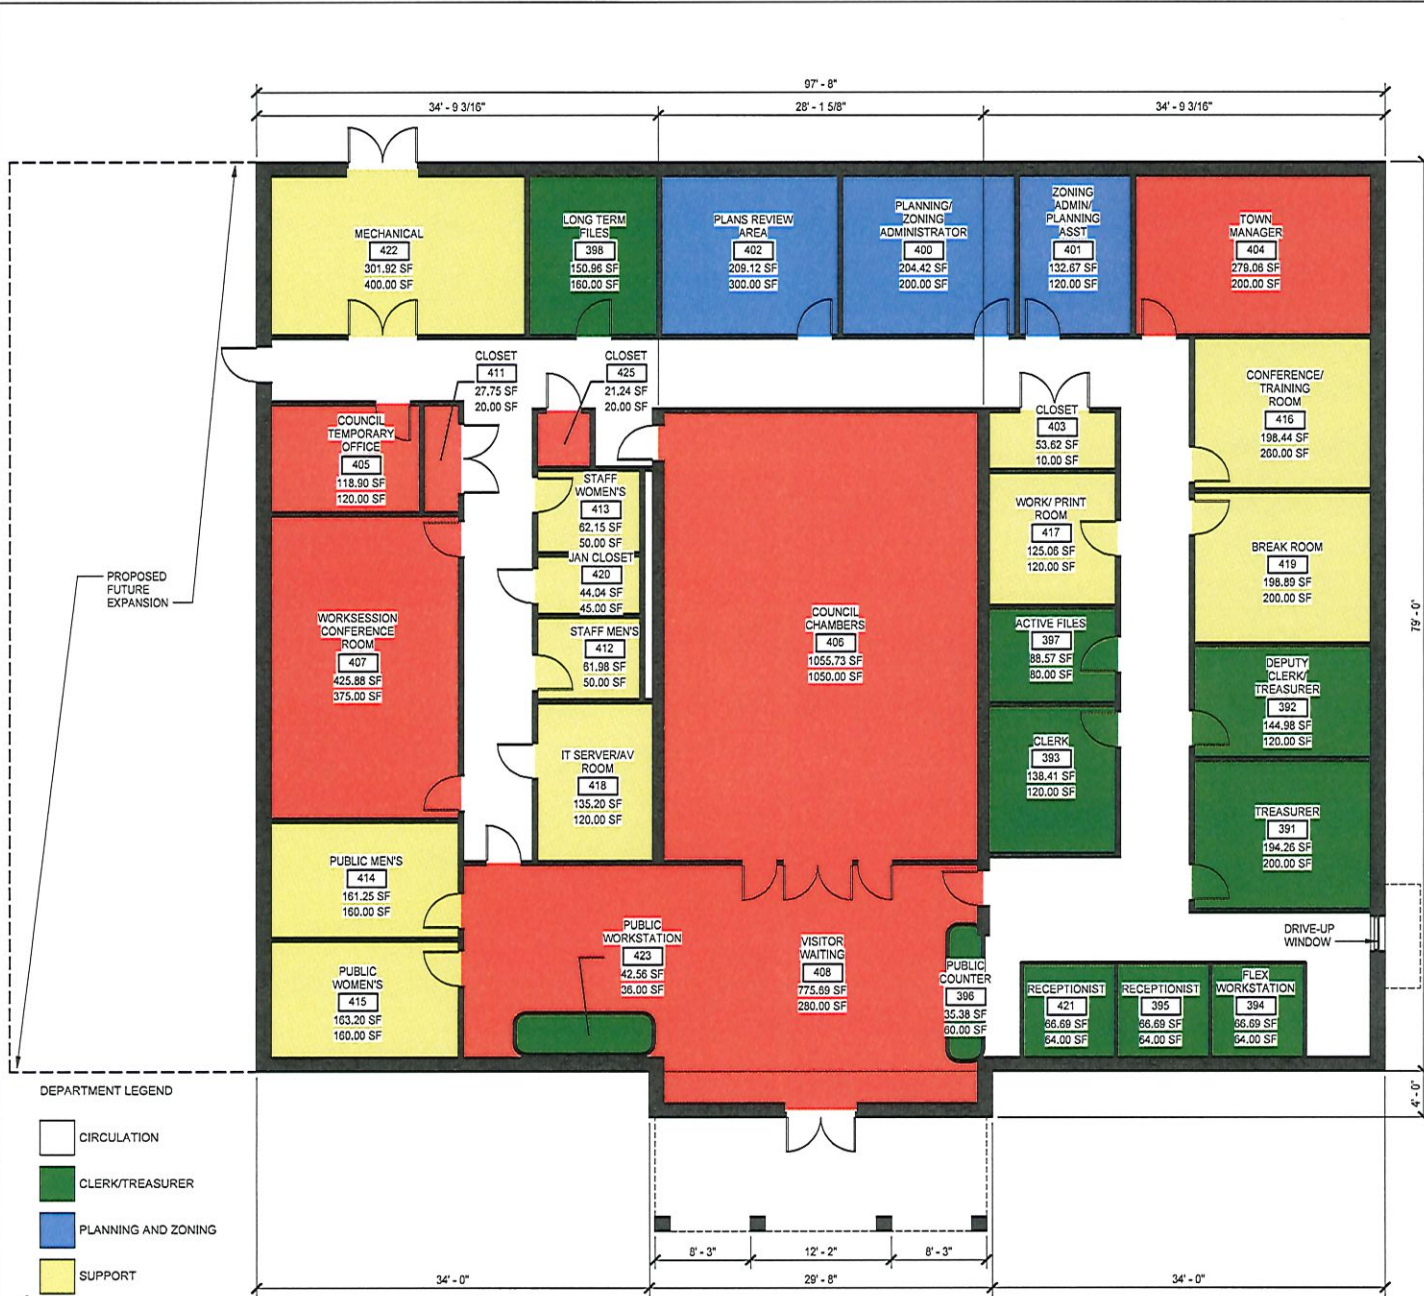 97' - 8"
34' - 9 3/16"
28' - 1 5/8"
34' - 9 3/16"
MECHANICAL
422
301.92 SF
400.00 SF
LONG TERM
FILES
398
150.96 SF
160.00 SF
PLANS REVIEW
AREA
402
209.12 SF
300.00 SF
PLANNING/
ZONING
ADMINISTRATOR
400
204.42 SF
200.00 SF
ZONING
ADMIN/
PLANNING
ASST
401
132.67 SF
120.00 SF
TOWN
MANAGER
404
279.06 SF
200.00 SF
CLOSET
411
27.75 SF
20.00 SF
CLOSET
425
21.24 SF
20.00 SF
CONFERENCE/
TRAINING
ROOM
416
198.44 SF
260.00 SF
COUNCIL
TEMPORARY
OFFICE
405
118.90 SF
120.00 SF
CLOSET
403
53.62 SF
10.00 SF
STAFF
WOMEN'S
413
62.15 SF
50.00 SF
WORK/ PRINT
ROOM
417
125.06 SF
120.00 SF
JAN CLOSET
420
44.04 SF
45.00 SF
BREAK ROOM
419
198.89 SF
200.00 SF
PROPOSED
FUTURE
EXPANSION
WORKSESSION
CONFERENCE
ROOM
407
425.88 SF
375.00 SF
STAFF MEN'S
412
61.98 SF
50.00 SF
COUNCIL
CHAMBERS
406
1055.73 SF
1050.00 SF
ACTIVE FILES
397
88.57 SF
80.00 SF
79' - 0"
DEPUTY
CLERK/
TREASURER
392
144.98 SF
120.00 SF
IT SERVER/AV
ROOM
418
135.20 SF
120.00 SF
CLERK
393
138.41 SF
120.00 SF
TREASURER
391
194.26 SF
200.00 SF
PUBLIC MEN'S
414
161.25 SF
160.00 SF
PUBLIC
WORKSTATION
423
42.56 SF
36.00 SF
VISITOR
WAITING
408
775.69 SF
280.00 SF
DRIVE-UP
WINDOW
PUBLIC
WOMEN'S
415
163.20 SF
160.00 SF
PUBLIC
COUNTER
396
35.38 SF
60.00 SF
RECEPTIONIST
421
66.69 SF
64.00 SF
RECEPTIONIST
395
66.69 SF
64.00 SF
FLEX
WORKSTATION
394
66.69 SF
64.00 SF
4' - 0"
DEPARTMENT LEGEND
CIRCULATION
CLERK/TREASURER
PLANNING AND ZONING
SUPPORT
8' - 3"
12' - 2"
8' - 3"
34' - 0"
29' - 8"
34' - 0"